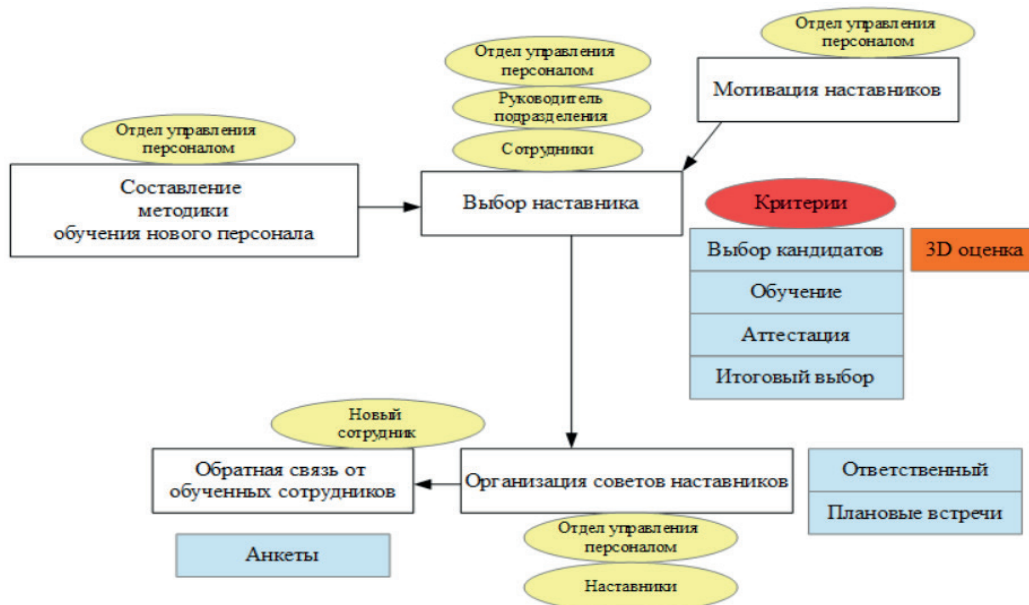 Отдел управления
персоналом
Отдел управления
персоналом
Руководитель
подразделения
Сотрудники
Мотивация наставников
Отдел управления
персоналом
Составление
методики
обучения нового персонала
Выбор наставника
Критерии
Выбор кандидатов
3D оценка
Обучение
Аттестация
Итоговый выбор
Новый
сотрудник
Обратная связь от
обученных сотрудников
Организация советов наставников
Ответственный
Плановые встречи
Отдел управления
персоналом
Анкеты
Наставники